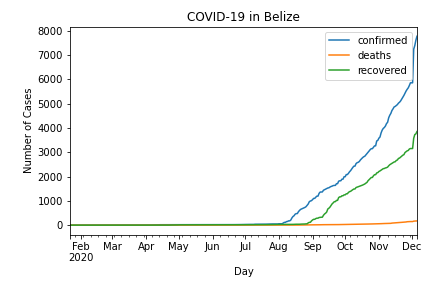 COVID-19 in Belize
Number of Cases
8000
7000
6000
5000
4000
3000
2000
1000
0
confirmed
deaths
recovered
Feb Mar Apr May Jun Jul Aug Sep Oct Nov Dec
2020
Day